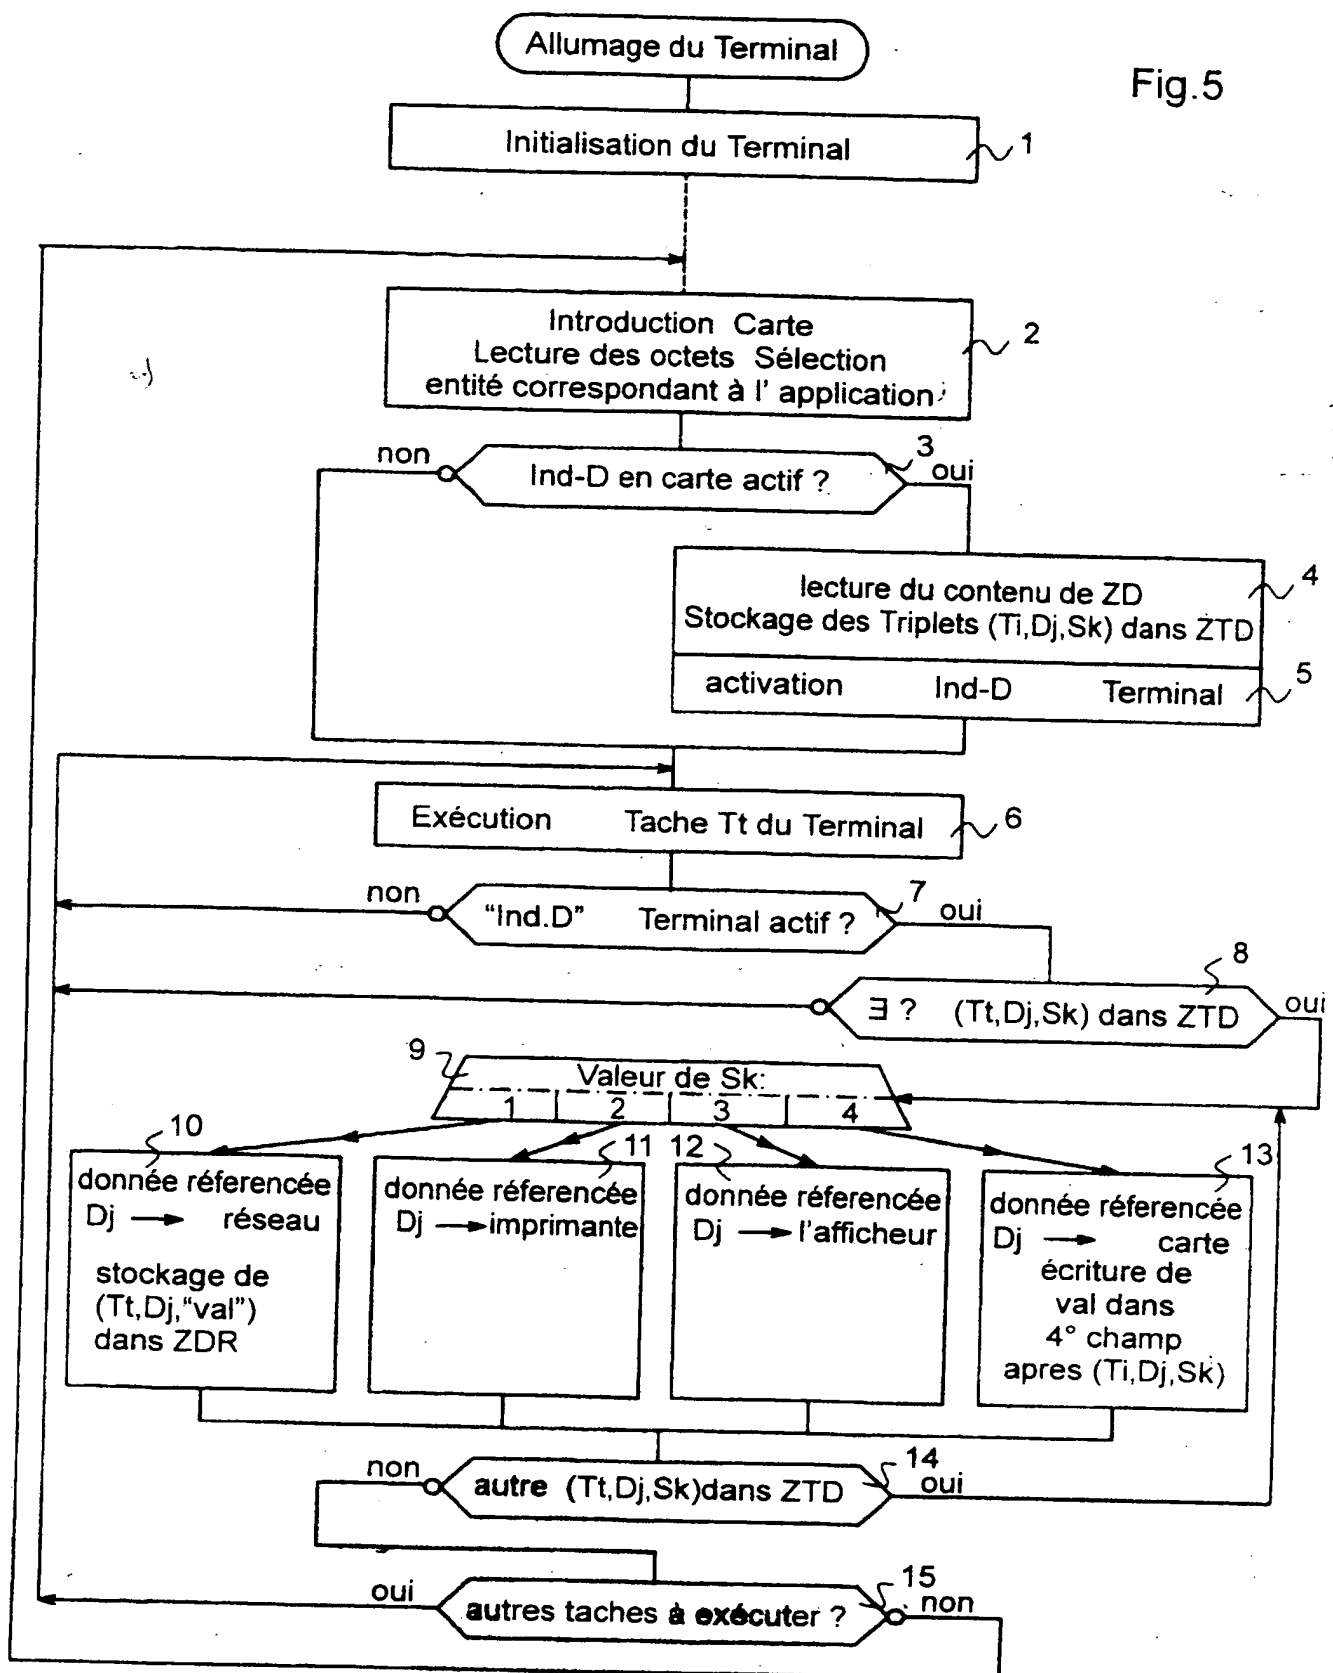 Allumage du Terminal
Fig.5
Initialisation du Terminal
1
Introduction Carte
Lecture des octets Sélection
entité correspondant à l' application
2
non
Ind-D en carte actif ?
3
oui
lecture du contenu de ZD
Stockage des Triplets (Ti,Dj,Sk) dans ZTD
4
activation Ind-D Terminal
5
Exécution Tache Tt du Terminal
6
non
“Ind.D” Terminal actif ?
7
oui
8
∃ ? (Tt,Dj,Sk) dans ZTD
oui
9
Valeur de Sk:
1 2 3 4
10
donnée réferencée
Dj → réseau
stockage de
(Tt,Dj,“val”)
dans ZDR
11
donnée réferencée
Dj → imprimante
12
donnée réferencée
Dj → l'afficheur
13
donnée réferencée
Dj → carte
écriture de
val dans
4° champ
apres (Ti,Dj,Sk)
non
autre (Tt,Dj,Sk)dans ZTD
14
oui
oui
autres taches à exécuter ?
15
non